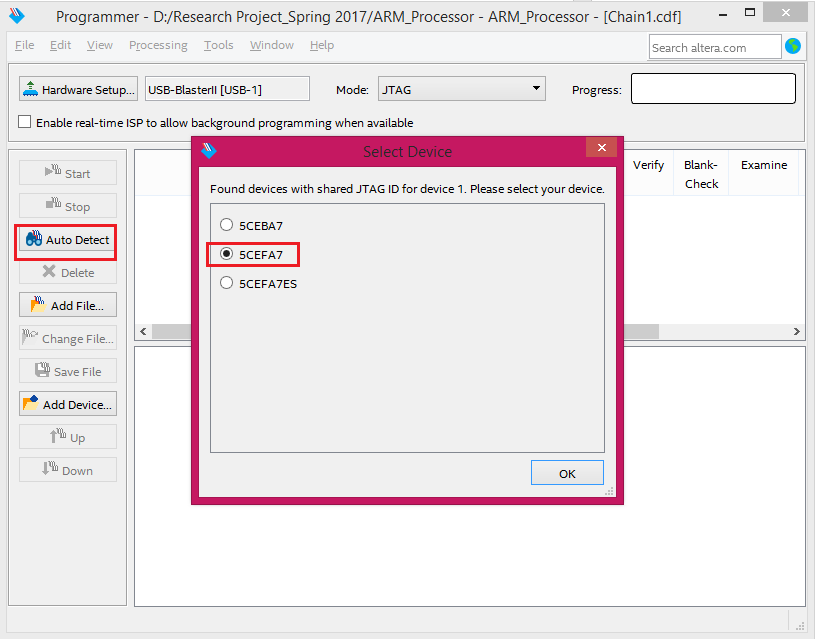 Programmer - D:/Research Project_Spring 2017/ARM_Processor - ARM_Processor - [Chain1.cdf]
File Edit View Processing Tools Window Help
Search altera.com
Hardware Setup... USB-BlasterII [USB-1] Mode: JTAG Progress:
Enable real-time ISP to allow background programming when available
Start
Stop
Auto Detect
Delete
Add File...
Change File...
Save File
Add Device...
Up
Down
Verify Blank-Check Examine
Select Device
Found devices with shared JTAG ID for device 1. Please select your device.
5CEBA7
5CEFA7
5CEFA7ES
OK